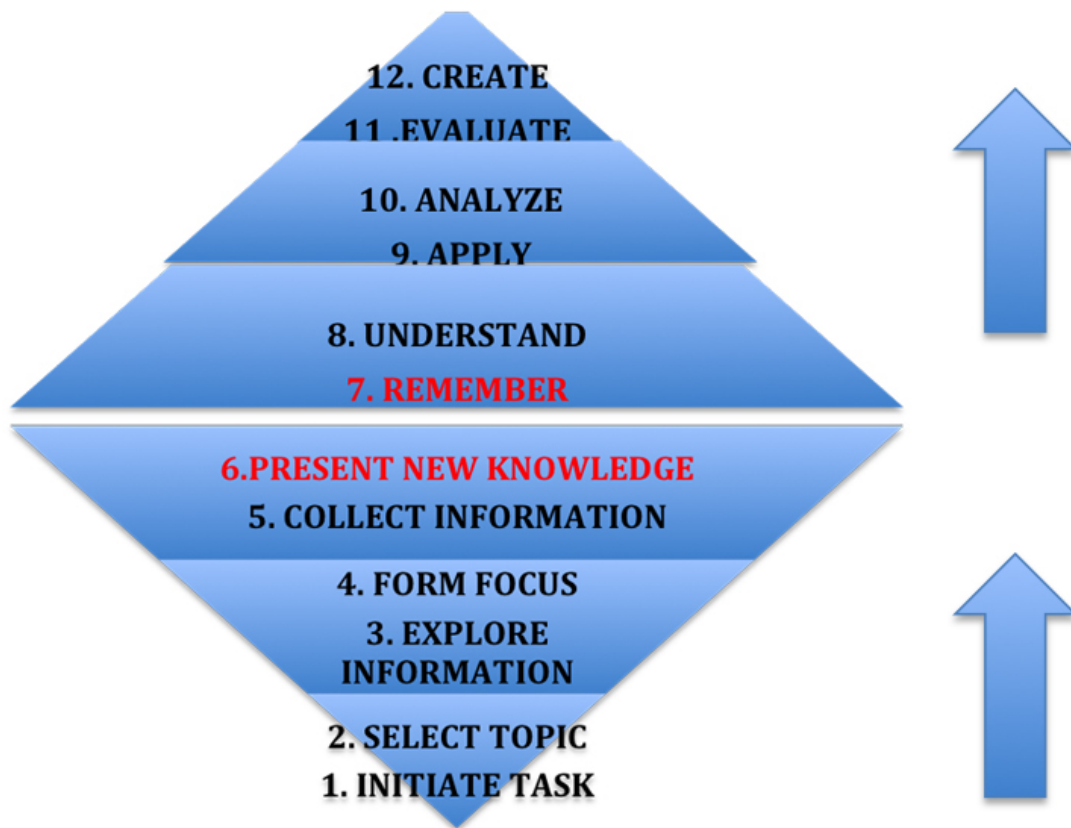 12. CREATE
11 .EVALUATE
10. ANALYZE
9. APPLY
8. UNDERSTAND
7. REMEMBER
6.PRESENT NEW KNOWLEDGE
5. COLLECT INFORMATION
4. FORM FOCUS
3. EXPLORE
INFORMATION
2. SELECT TOPIC
1. INITIATE TASK